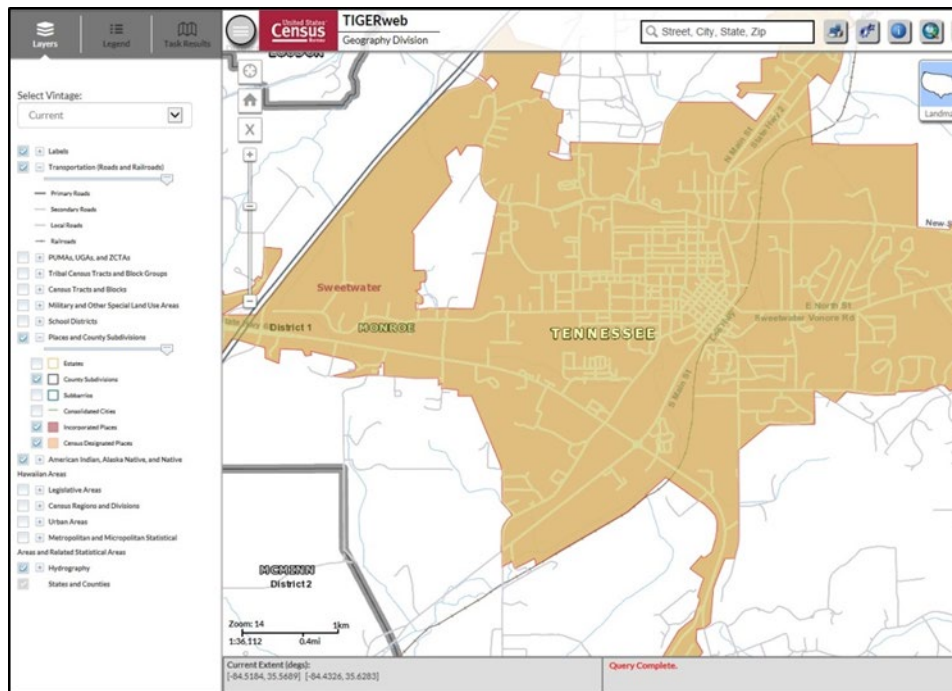 Layers
Legend
Task Results
United States
Census
Bureau
TIGERweb
Geography Division
Street, City, State, Zip
Select Vintage:
Current
Labels
Transportation (Roads and Railroads)
Primary Roads
Secondary Roads
Local Roads
Railroads
PUMAs, UGAs, and ZCTAs
Tribal Census Tracts and Block Groups
Census Tracts and Blocks
Military and Other Special Land Use Areas
School Districts
Places and County Subdivisions
Estates
County Subdivisions
Subbarrios
Consolidated Cities
Incorporated Places
Census Designated Places
American Indian, Alaska Native, and Native
Hawaiian Areas
Legislative Areas
Census Regions and Divisions
Urban Areas
Metropolitan and Micropolitan Statistical
Areas and Related Statistical Areas
Hydrography
States and Counties
X
N Main St
State Hwy 2
Sweetwater
District 1
MONROE
TENNESSEE
E North St
Sweetwater Vonore Rd
S Main St
MCMINN
District 2
Zoom: 14
1:36,112
1km
0.4mi
Current Extent (degs):
[-84.5184, 35.5689] [-84.4326, 35.6283]
Query Complete.